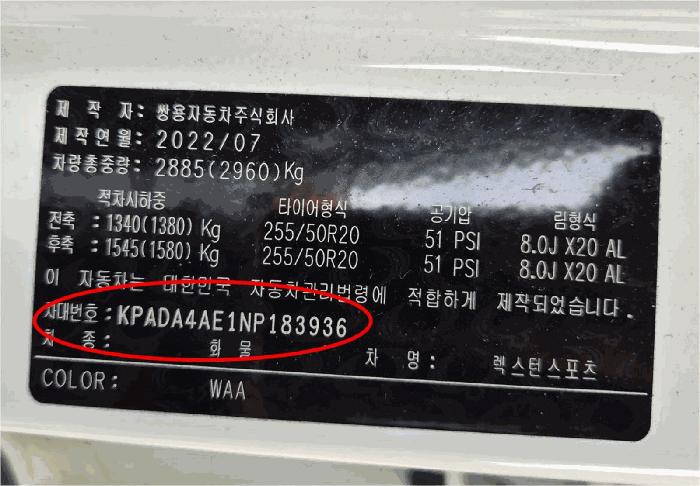 제 작 자: 쌍용자동차주식회사
제작연월: 2022/07
차량총중량: 2885(2960)Kg
적차시하중 타이어형식 공기압 림형식
전축 : 1340(1380) Kg 255/50R20 51 PSI 8.0J X20 AL
후축 : 1545(1580) Kg 255/50R20 51 PSI 8.0J X20 AL
이 자동차는 대한민국 자동차관리법령에 적합하게 제작되었습니다.
차대번호 : KPADA4AE1NP183936
차 종: 화 물 차 명: 렉스턴스포츠
COLOR: WAA